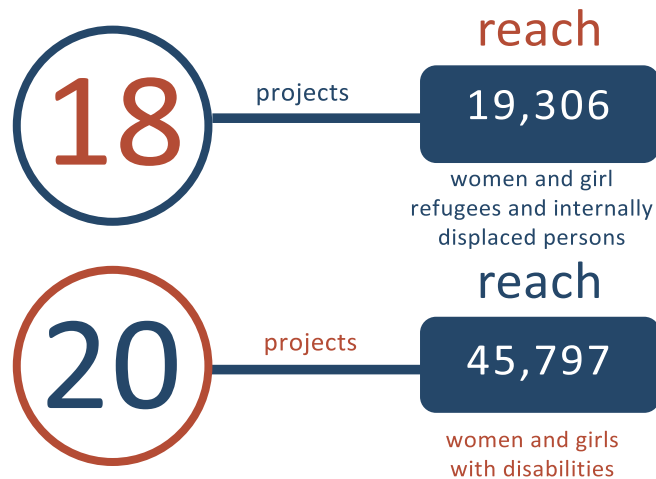 reach
18
projects
19,306
women and girl
refugees and internally
displaced persons
reach
20
projects
45,797
women and girls
with disabilities